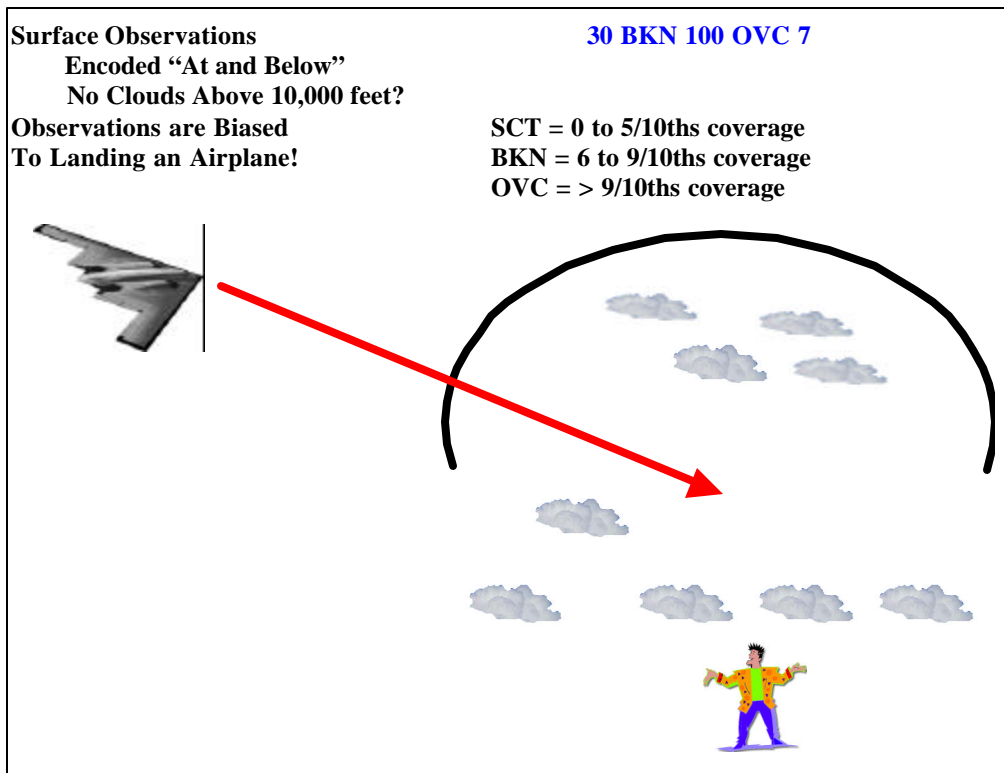 Surface Observations
Encoded “At and Below”
No Clouds Above 10,000 feet?
Observations are Biased
To Landing an Airplane!
30 BKN 100 OVC 7
SCT = 0 to 5/10ths coverage
BKN = 6 to 9/10ths coverage
OVC = > 9/10ths coverage